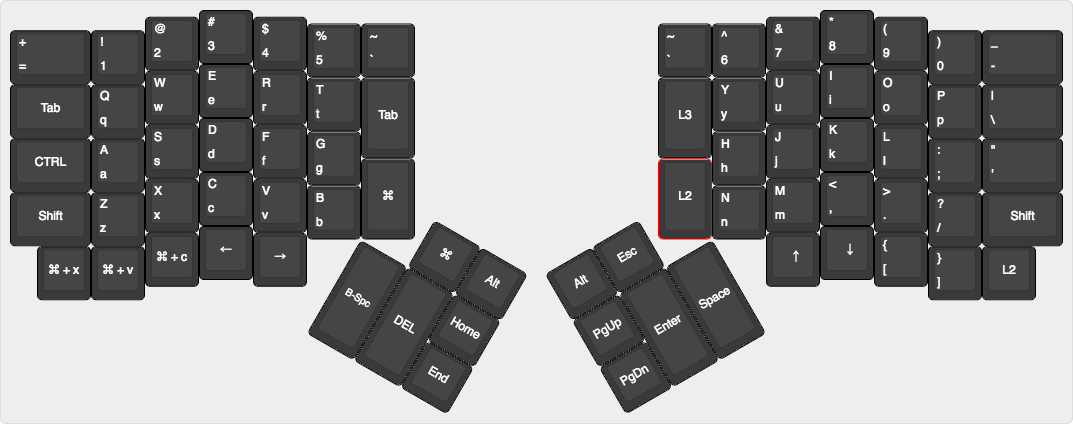 + ! @ # $ % ~ ~ ^ & * ( ) _
= 1 2 3 4 5 ` ` 6 7 8 9 0 -
Tab Q W E R T Tab L3 Y U I O P |
q w e r t y u i o p \
CTRL A S D F G ⌘ L2 H J K L : "
a s d f g h j k l ; '
Shift Z X C V B N M < > ? Shift
z x c v b n m , . /
⌘+x ⌘+v ⌘+c ← → ↑ ↓ { } L2
[ ]
⌘ Alt Alt Esc
B-Spc DEL Home PgUp Enter Space
End PgDn